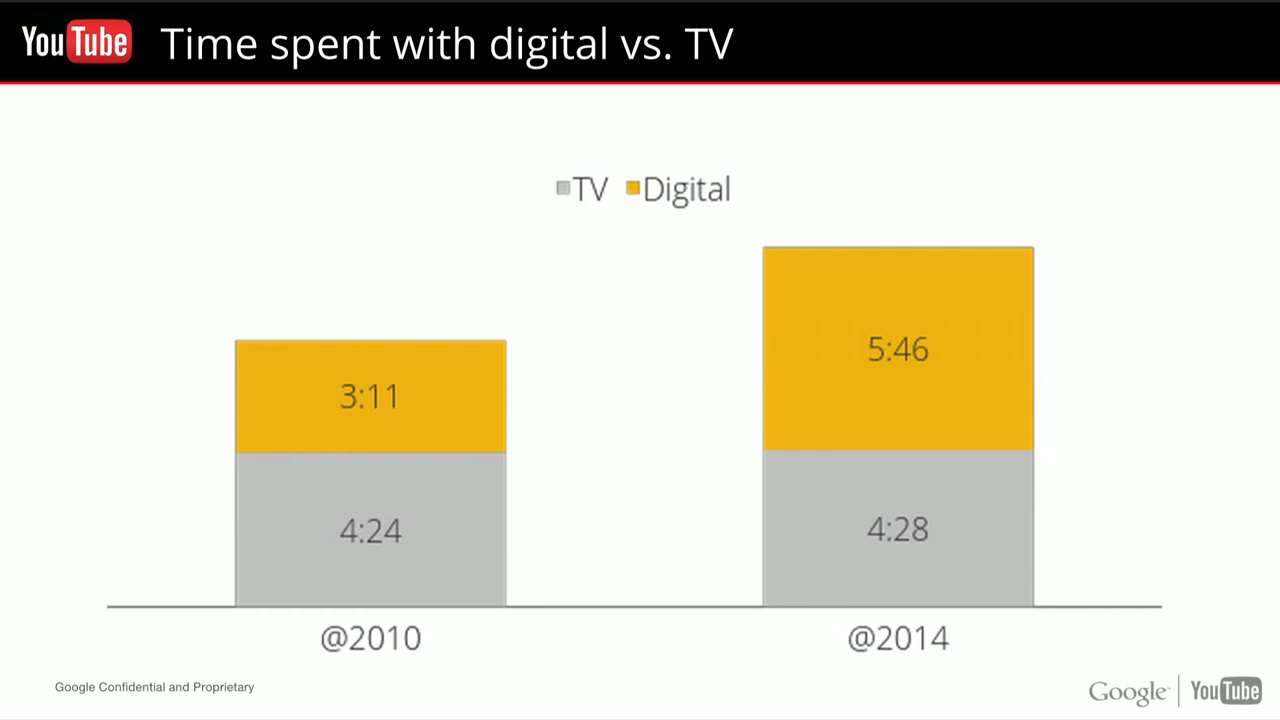 YouTube Time spent with digital vs. TV
TV Digital
3:11
5:46
4:24
4:28
@2010 @2014
Google Confidential and Proprietary
Google YouTube